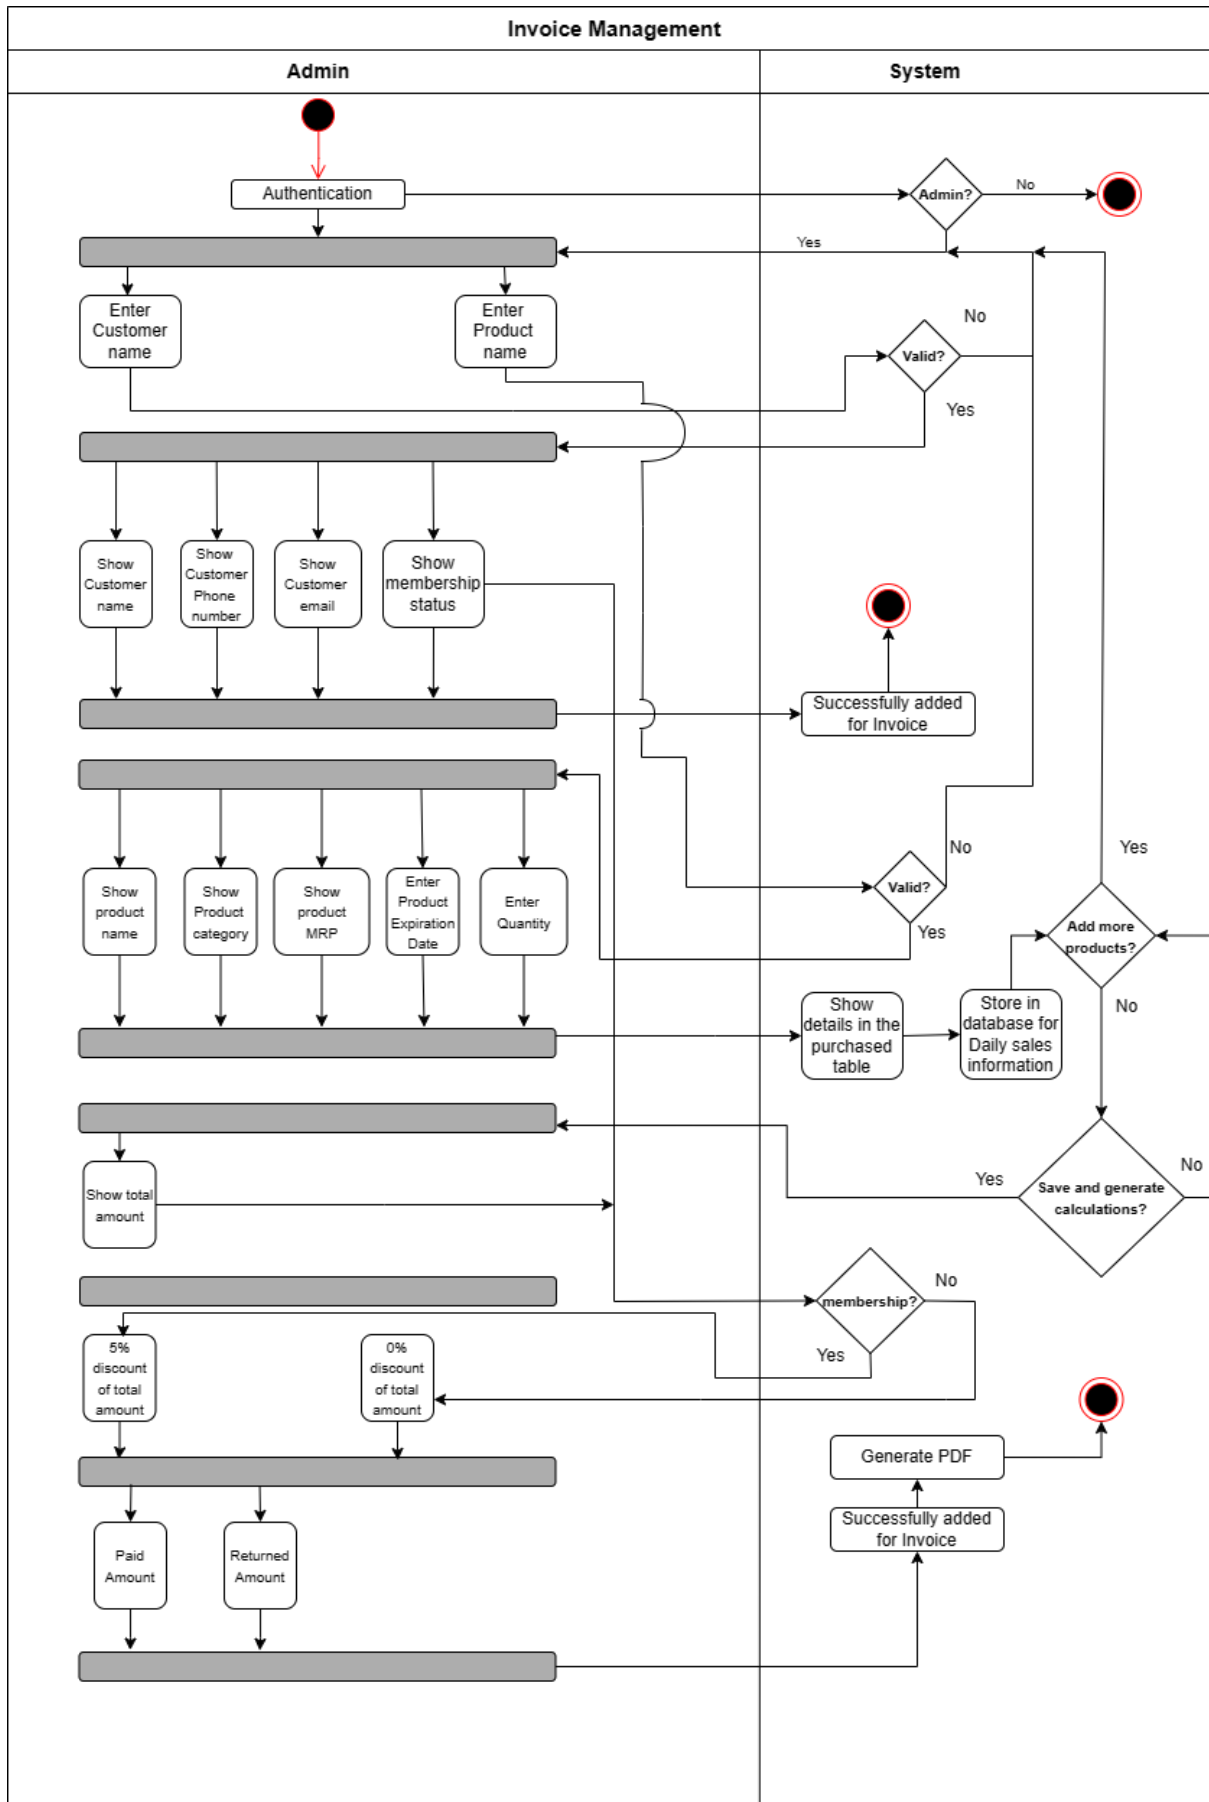 Invoice Management
Admin
System
Authentication
Admin?
No
Yes
Enter
Customer
name
Enter
Product
name
No
Valid?
Yes
Show
Customer
name
Show
Customer
Phone
number
Show
Customer
email
Show
membership
status
Successfully added
for Invoice
Show
product
name
Show
Product
category
Show
product
MRP
Enter
Product
Expiration
Date
Enter
Quantity
No
Valid?
Yes
Yes
Add more
products?
No
Show
details in the
purchased
table
Store in
database for
Daily sales
information
Show total
amount
Yes
Save and generate
calculations?
No
membership?
No
Yes
5%
discount
of total
amount
0%
discount
of total
amount
Generate PDF
Successfully added
for Invoice
Paid
Amount
Returned
Amount